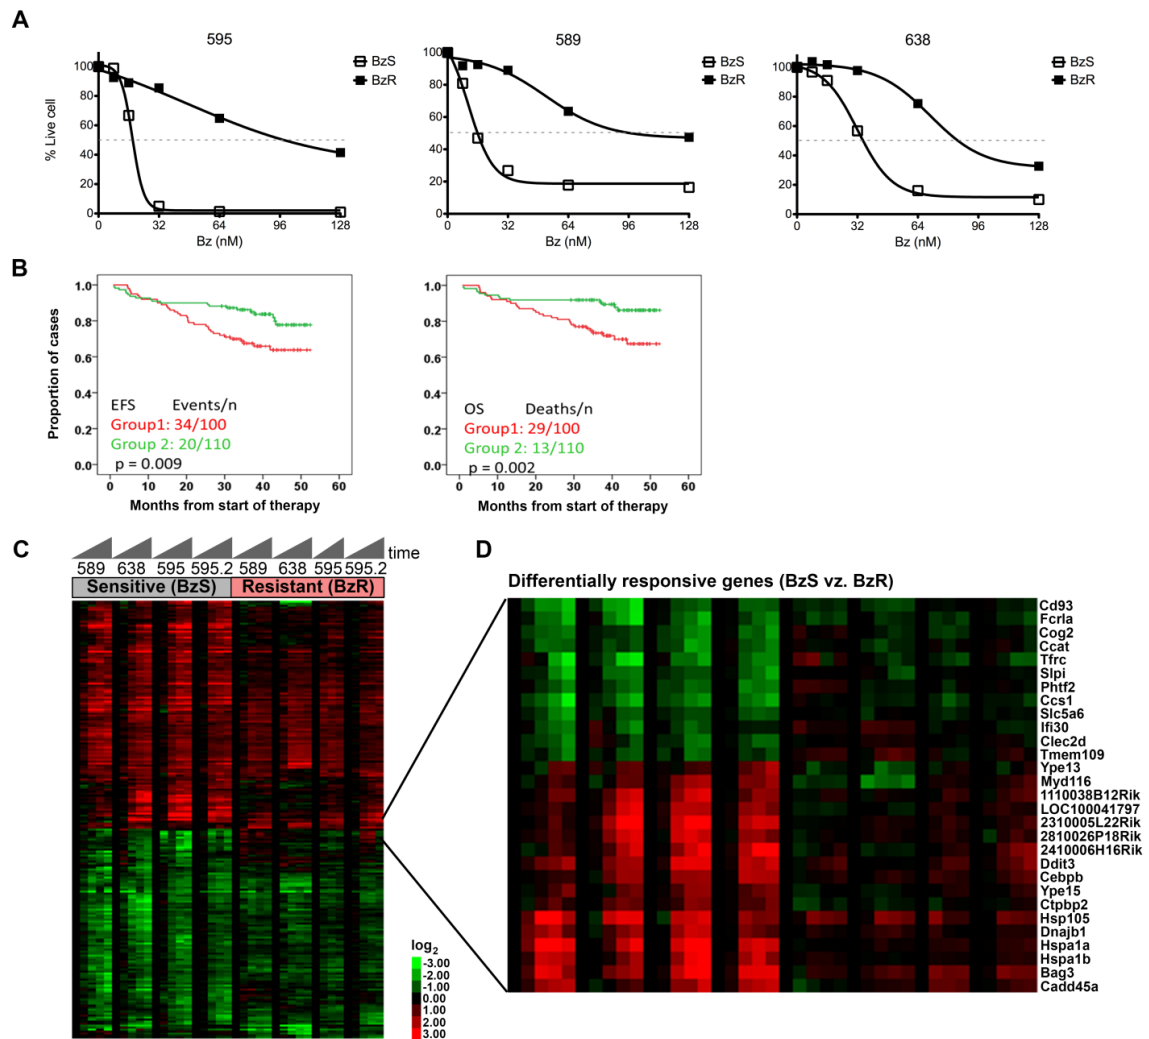 A
595
589
638
BzS
BzR
BzS
BzR
BzS
BzR
% Live cell
100
80
60
40
20
0
0 32 64 96 128
Bz (nM)
100
80
60
40
20
0
0 32 64 96 128
Bz (nM)
100
80
60
40
20
0
0 32 64 96 128
Bz (nM)
B
Proportion of cases
1.0
0.8
0.6
0.4
0.2
0.0
EFS Events/n
Group1: 34/100
Group 2: 20/110
p = 0.009
0 10 20 30 40 50 60
Months from start of therapy
1.0
0.8
0.6
0.4
0.2
0.0
OS Deaths/n
Group1: 29/100
Group 2: 13/110
p = 0.002
0 10 20 30 40 50 60
Months from start of therapy
C
time
589 638 595 595.2 589 638 595 595.2
Sensitive (BzS) Resistant (BzR)
log2
-3.00
-2.00
-1.00
0.00
1.00
2.00
3.00
D
Differentially responsive genes (BzS vs. BzR)
Cd93
Fcrla
Cog2
Ccat
Tfrc
Slpi
Phtf2
Ccs1
Slc5a6
Ifi30
Clec2d
Tmem109
Ype13
Myd116
1110038B12Rik
LOC100041797
2310005L22Rik
2810026P18Rik
2410006H16Rik
Ddit3
Cebpb
Ype15
Ctpbp2
Hsp105
Dnajb1
Hspa1a
Hspa1b
Bag3
Cadd45a